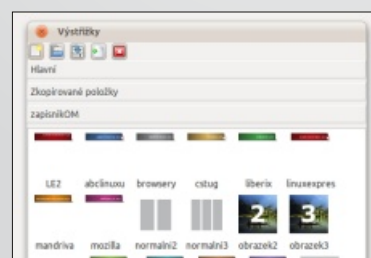 Výstřižky
Hlavní
Zkopírované položky
zapisnikOM
LE2 abclinuxu browsery cstug liberix linuxexpres
2 3
mandriva mozilla normalni2 normalni3 obrazek2 obrazek3